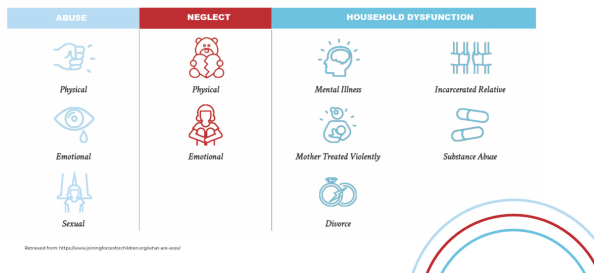 ABUSE
NEGLECT
HOUSEHOLD DYSFUNCTION
Physical
Physical
Mental Illness
Incarcerated Relative
Emotional
Emotional
Mother Treated Violently
Substance Abuse
Sexual
Divorce
Retrieved from: https://www.joiningforcesforchildren.org/what-are-aces/